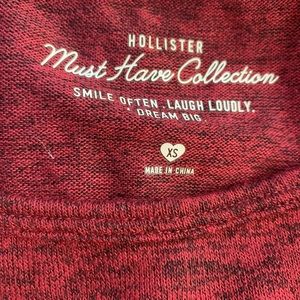 HOLLISTER
Must Have Collection
SMILE OFTEN. LAUGH LOUDLY.
DREAM BIG
XS
MADE IN CHINA